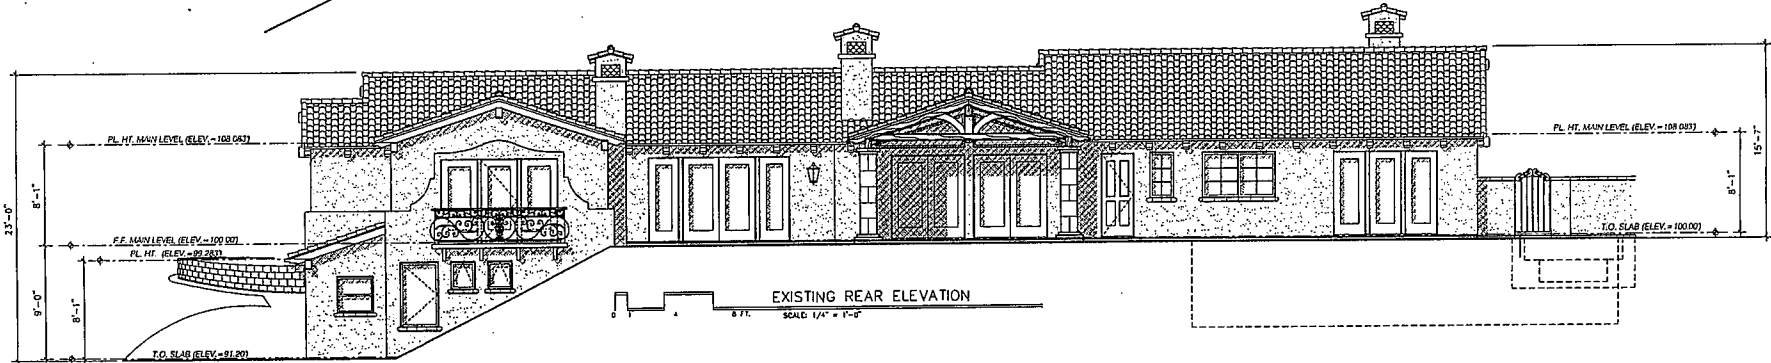 PL. HT. MAIN LEVEL (ELEV. = 108.083)
PL. HT. MAIN LEVEL (ELEV. = 108.083)
15'-7"
8'-1"
8'-1"
23'-0"
F.F. MAIN LEVEL (ELEV. = 100.00)
T.O. SLAB (ELEV. = 100.00)
PL. HT. (ELEV. = 99.283)
9'-0"
8'-1"
EXISTING REAR ELEVATION
0 1 4 8 FT.
SCALE: 1/4" = 1'-0"
T.O. SLAB (ELEV. = 91.20)